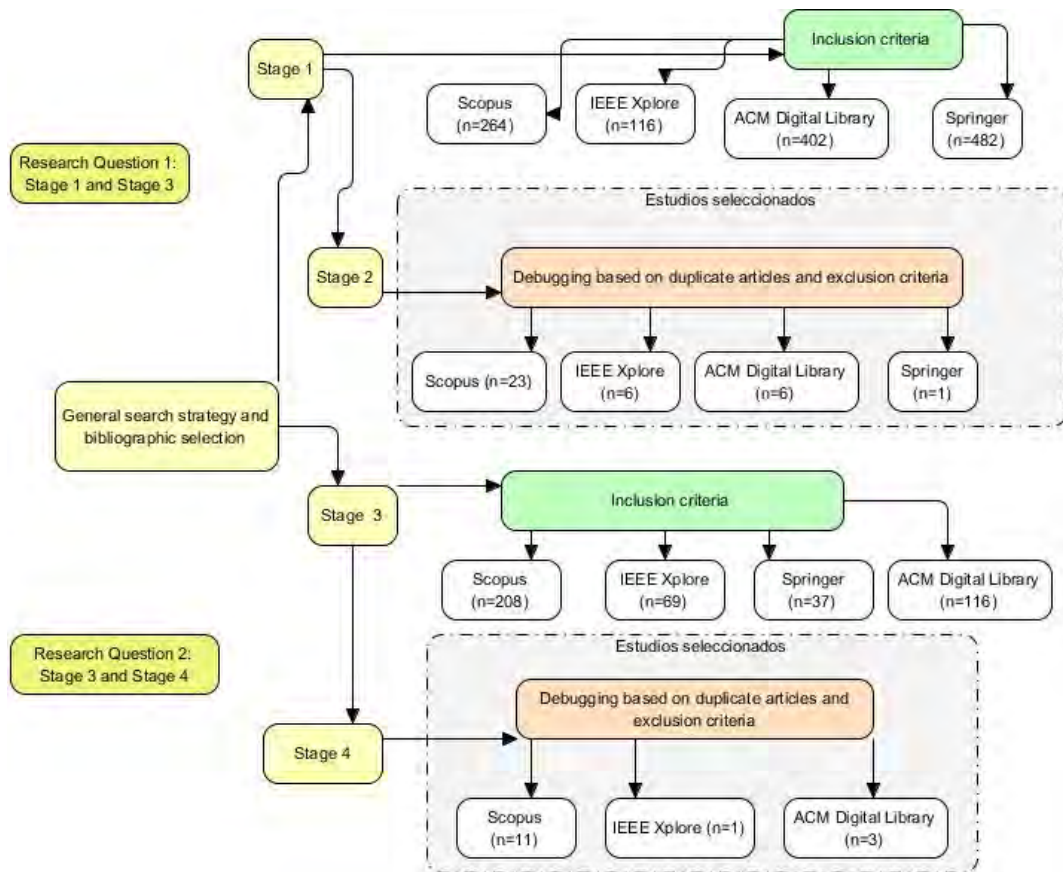 Inclusion criteria
Stage 1
Scopus
(n=264)
IEEE Xplore
(n=116)
ACM Digital Library
(n=402)
Springer
(n=482)
Research Question 1:
Stage 1 and Stage 3
Estudios seleccionados
Stage 2
Debugging based on duplicate articles and exclusion criteria
Scopus (n=23)
IEEE Xplore
(n=6)
ACM Digital Library
(n=6)
Springer
(n=1)
General search strategy and
bibliographic selection
Stage 3
Inclusion criteria
Scopus
(n=208)
IEEE Xplore
(n=69)
Springer
(n=37)
ACM Digital Library
(n=116)
Research Question 2:
Stage 3 and Stage 4
Estudios seleccionados
Debugging based on duplicate articles and
exclusion criteria
Stage 4
Scopus
(n=11)
IEEE Xplore (n=1)
ACM Digital Library
(n=3)